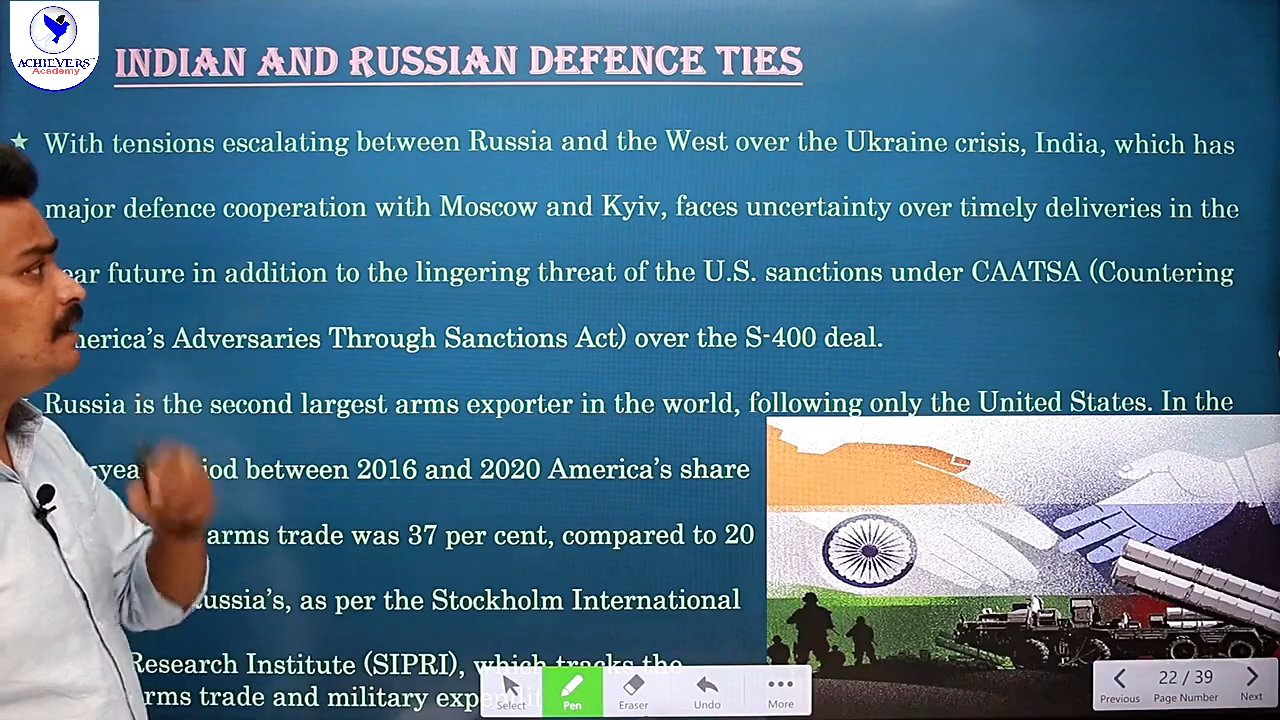 ACHIEVERS
Academy
INDIAN AND RUSSIAN DEFENCE TIES
With tensions escalating between Russia and the West over the Ukraine crisis, India, which has
major defence cooperation with Moscow and Kyiv, faces uncertainty over timely deliveries in the
future in addition to the lingering threat of the U.S. sanctions under CAATSA (Countering
Adversaries Through Sanctions Act) over the S-400 deal.
Russia is the second largest arms exporter in the world, following only the United States. In the
between 2016 and 2020 America's share
arms trade was 37 per cent, compared to 20
as per the Stockholm International
Research Institute (SIPRI), which tracks the
trade and military
Select Pen Eraser Undo More
Previous 22 / 39 Page Number Next